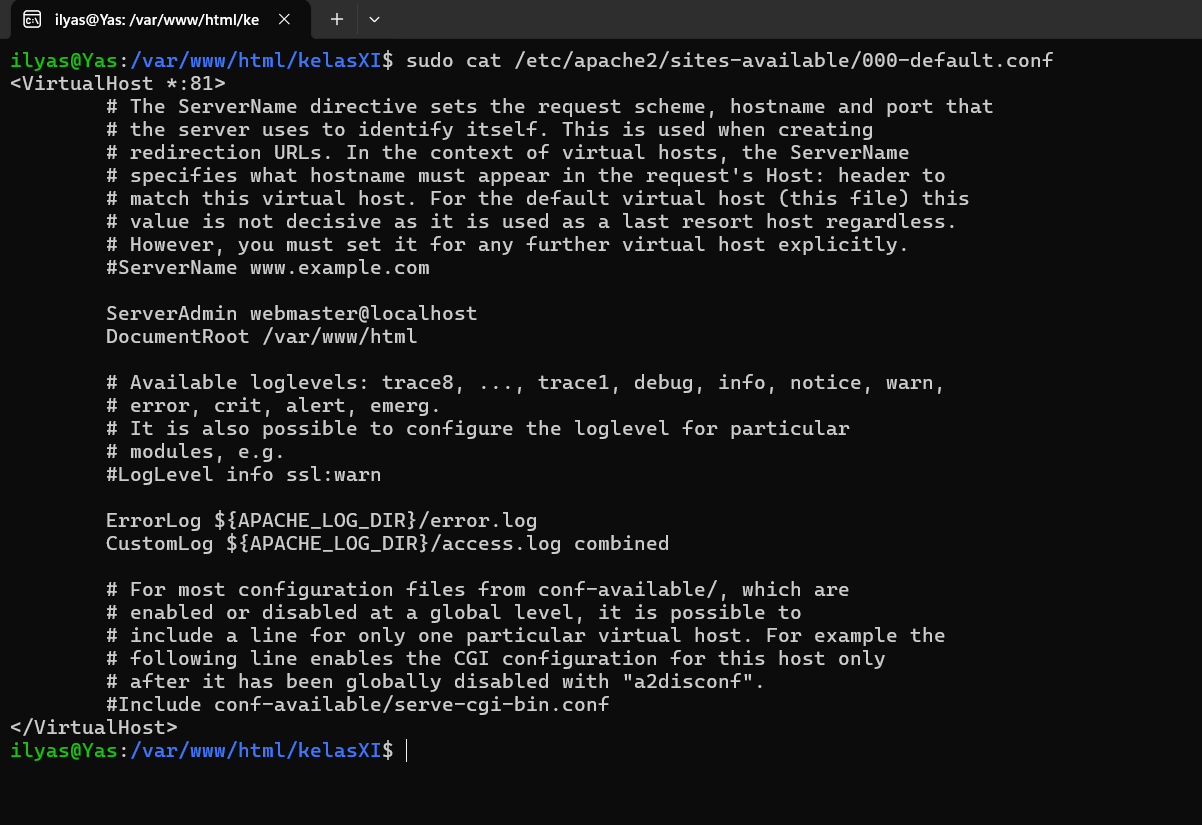 ilyas@Yas: /var/www/html/ke
ilyas@Yas:/var/www/html/kelasXI$ sudo cat /etc/apache2/sites-available/000-default.conf
<VirtualHost *:81>
        # The ServerName directive sets the request scheme, hostname and port that
        # the server uses to identify itself. This is used when creating
        # redirection URLs. In the context of virtual hosts, the ServerName
        # specifies what hostname must appear in the request's Host: header to
        # match this virtual host. For the default virtual host (this file) this
        # value is not decisive as it is used as a last resort host regardless.
        # However, you must set it for any further virtual host explicitly.
        #ServerName www.example.com

        ServerAdmin webmaster@localhost
        DocumentRoot /var/www/html

        # Available loglevels: trace8, ..., trace1, debug, info, notice, warn,
        # error, crit, alert, emerg.
        # It is also possible to configure the loglevel for particular
        # modules, e.g.
        #LogLevel info ssl:warn

        ErrorLog ${APACHE_LOG_DIR}/error.log
        CustomLog ${APACHE_LOG_DIR}/access.log combined

        # For most configuration files from conf-available/, which are
        # enabled or disabled at a global level, it is possible to
        # include a line for only one particular virtual host. For example the
        # following line enables the CGI configuration for this host only
        # after it has been globally disabled with "a2disconf".
        #Include conf-available/serve-cgi-bin.conf
</VirtualHost>
ilyas@Yas:/var/www/html/kelasXI$